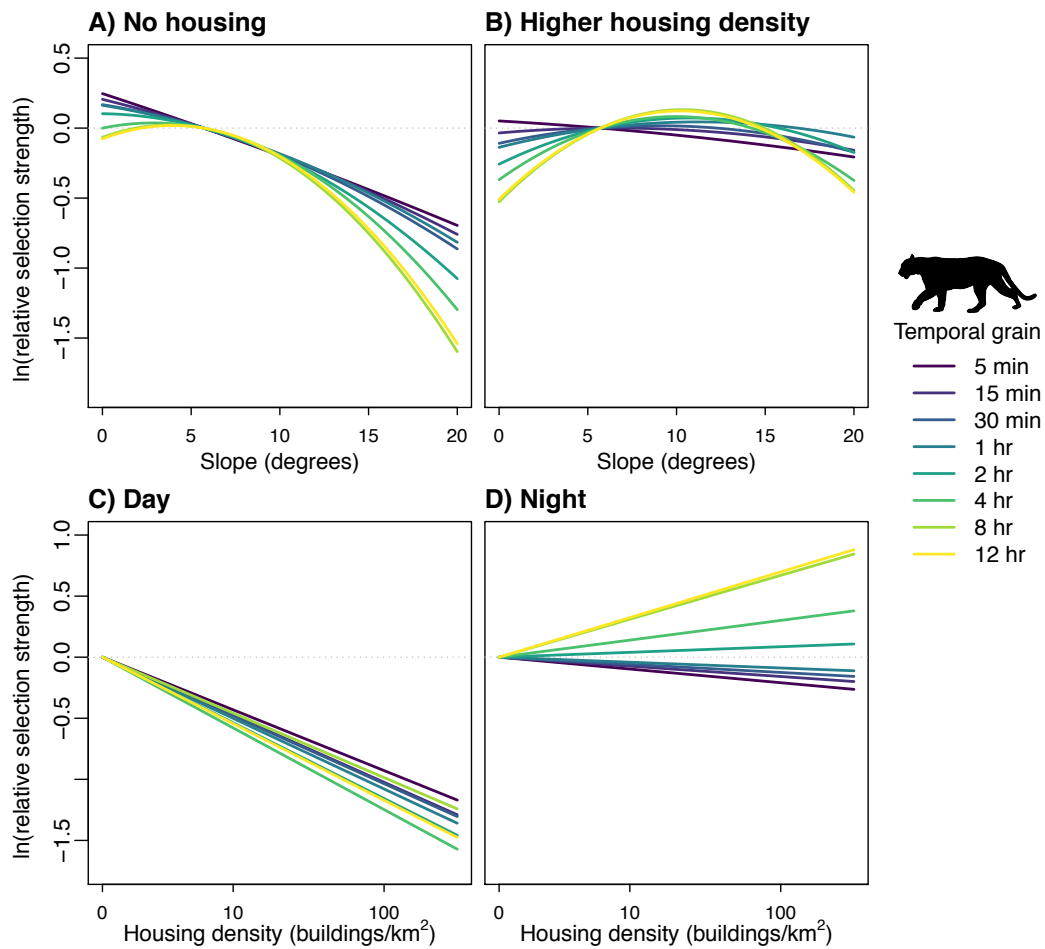 A) No housing
B) Higher housing density
ln(relative selection strength)
0.5
0.0
−0.5
−1.0
−1.5
0 5 10 15 20
Slope (degrees)
0 5 10 15 20
Slope (degrees)
Temporal grain
5 min
15 min
30 min
1 hr
2 hr
4 hr
8 hr
12 hr
C) Day
D) Night
ln(relative selection strength)
1.0
0.5
0.0
−0.5
−1.5
0 10 100
Housing density (buildings/km²)
0 10 100
Housing density (buildings/km²)